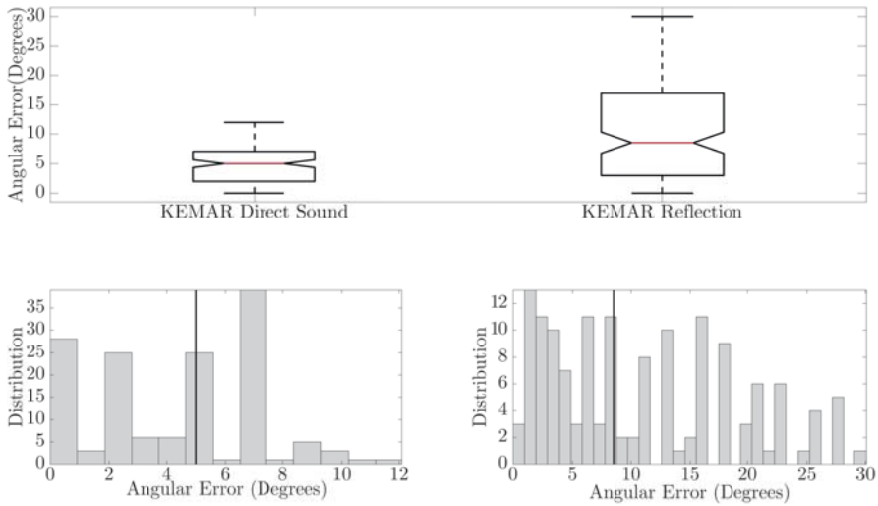 Angular Error(Degrees)
30
25
20
15
10
5
0
KEMAR Direct Sound
KEMAR Reflection
Distribution
35
30
25
20
15
10
5
0
0 2 4 6 8 10 12
Angular Error (Degrees)
Distribution
12
10
8
6
4
2
0
0 5 10 15 20 25 30
Angular Error (Degrees)